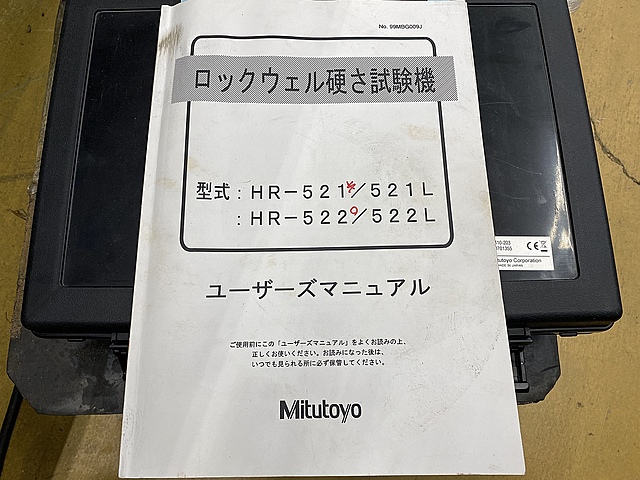 No. 99MBG009J
ロックウェル硬さ試験機
型式：HR－521／521L
：HR－522／522L
ユーザーズマニュアル
ご使用前にこの「ユーザーズマニュアル」をよくお読みの上、
正しくお使いください。お読みになった後は、
いつでも見られる所に必ず保管してください。
Mitutoyo
10-203
Mitutoyo Corporation
MADE IN JAPAN